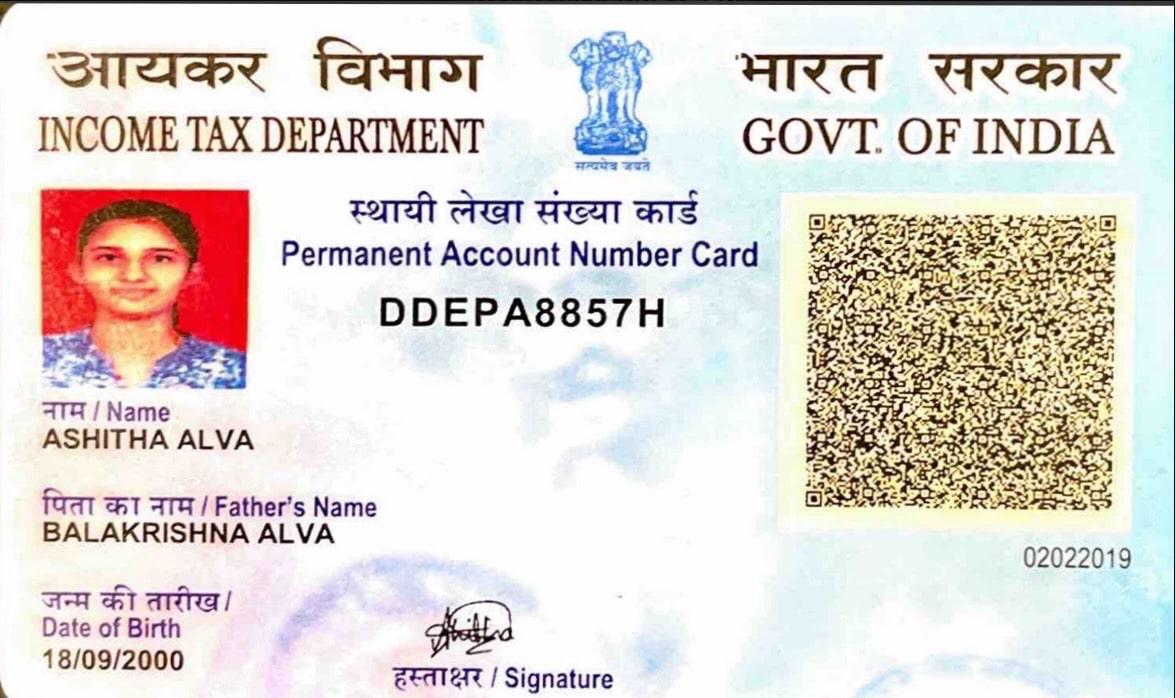 आयकर विभाग
INCOME TAX DEPARTMENT
सत्यमेव जयते
भारत सरकार
GOVT. OF INDIA
स्थायी लेखा संख्या कार्ड
Permanent Account Number Card
DDEPA8857H
नाम / Name
ASHITHA ALVA
पिता का नाम / Father's Name
BALAKRISHNA ALVA
02022019
जन्म की तारीख /
Date of Birth
18/09/2000
हस्ताक्षर / Signature